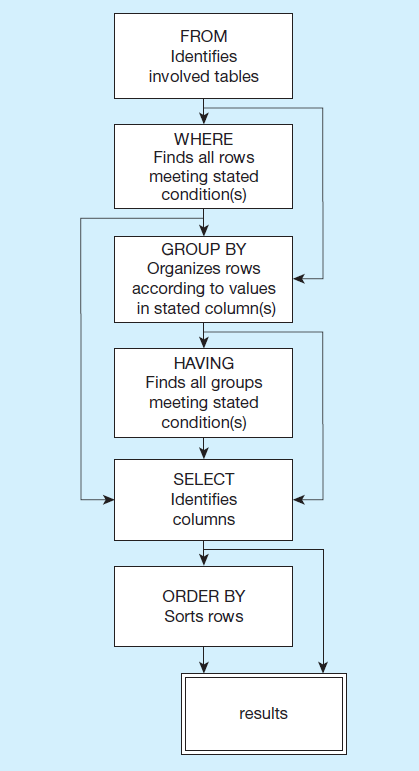 FROM
Identifies
involved tables
WHERE
Finds all rows
meeting stated
condition(s)
GROUP BY
Organizes rows
according to values
in stated column(s)
HAVING
Finds all groups
meeting stated
condition(s)
SELECT
Identifies
columns
ORDER BY
Sorts rows
results